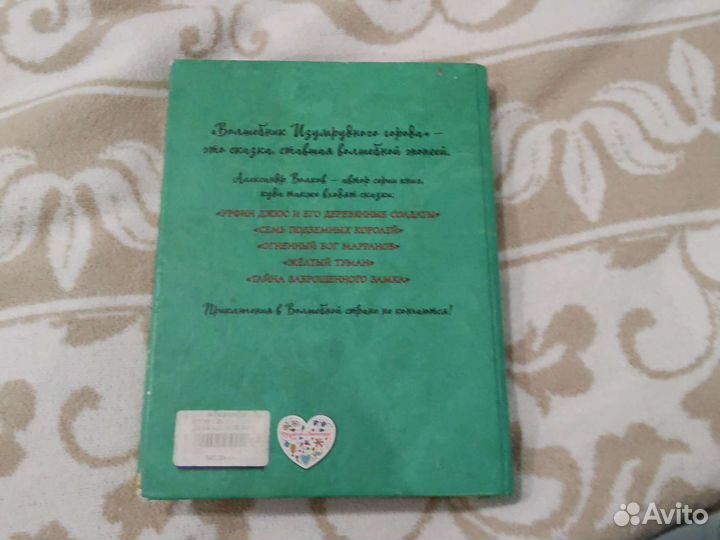 «Волшебник Изумрудного города» –
это сказка, ставшая волшебной эпопеей.
Александр Волков – автор серии книг,
куда также входят сказки:
«УРФИН ДЖЮС И ЕГО ДЕРЕВЯННЫЕ СОЛДАТЫ»
«СЕМЬ ПОДЗЕМНЫХ КОРОЛЕЙ»
«ОГНЕННЫЙ БОГ МАРРАНОВ»
«ЖЁЛТЫЙ ТУМАН»
«ТАЙНА ЗАБРОШЕННОГО ЗАМКА»
Приключения в Волшебной стране не кончаются!
Avito